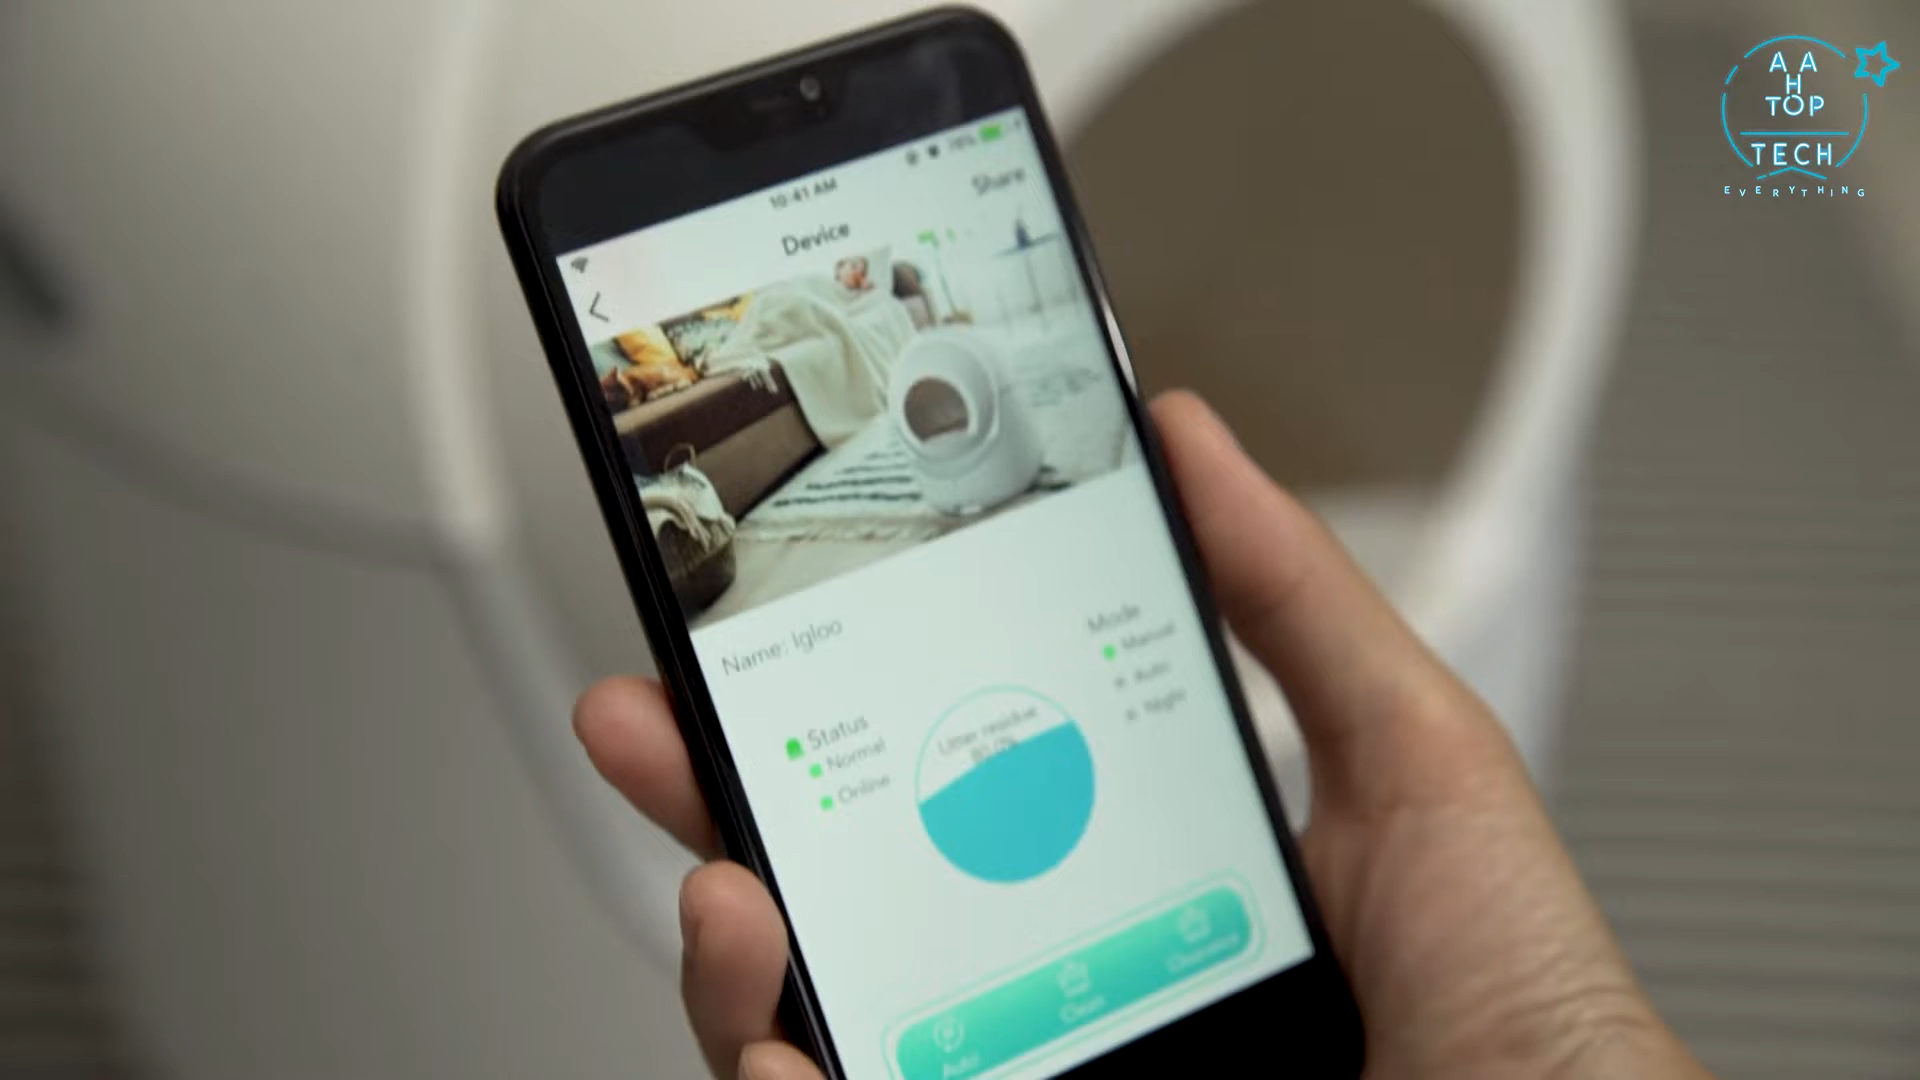 10:41 AM
Device
Share
Name: Igloo
Status
Normal
Online
Mode
Manual
Auto
Night
Litter residue
Auto
Clean
A A
H
TOP
TECH
EVERYTHING